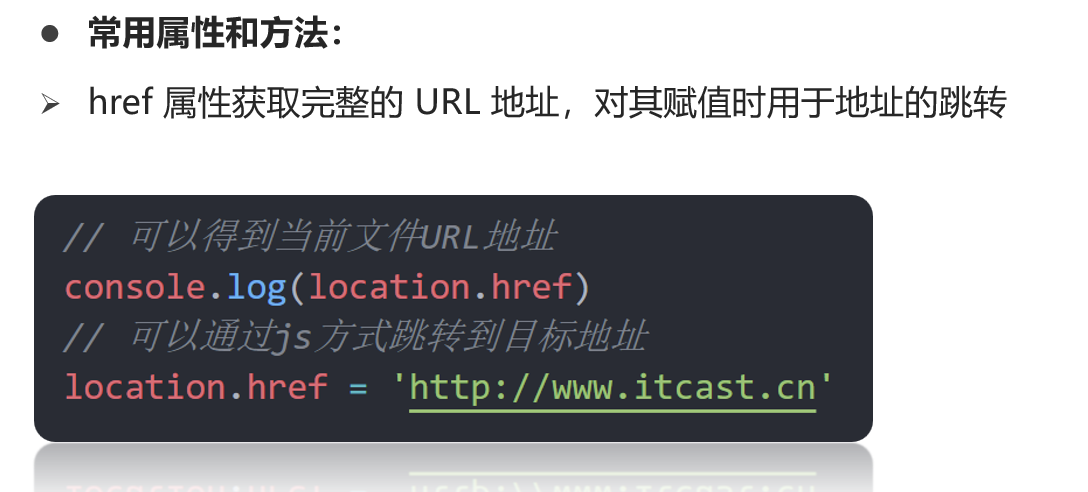 常用属性和方法：
href 属性获取完整的 URL 地址，对其赋值时用于地址的跳转
// 可以得到当前文件URL地址
console.log(location.href)
// 可以通过js方式跳转到目标地址
location.href = 'http://www.itcast.cn'